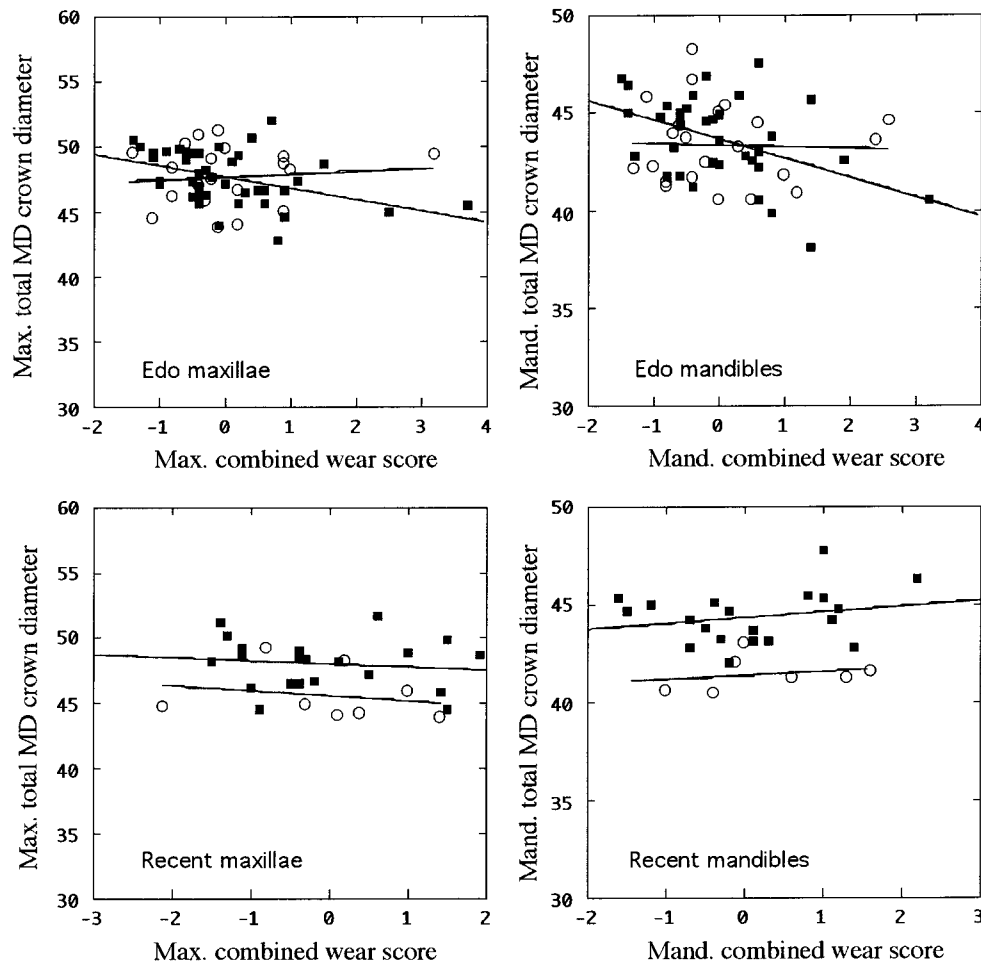 60
55
50
45
40
35
30
Max. total MD crown diameter
Edo maxillae
-2 -1 0 1 2 3 4
Max. combined wear score
50
45
40
35
30
Mand. total MD crown diameter
Edo mandibles
-2 -1 0 1 2 3 4
Mand. combined wear score
60
55
50
45
40
35
30
Max. total MD crown diameter
Recent maxillae
-3 -2 -1 0 1 2
Max. combined wear score
50
45
40
35
30
Mand. total MD crown diameter
Recent mandibles
-2 -1 0 1 2 3
Mand. combined wear score